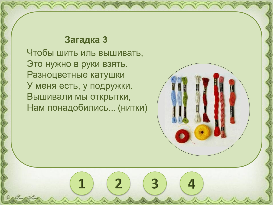 Загадка 3
Чтобы шить иль вышивать,
Это нужно в руки взять.
Разноцветные катушки
У меня есть, у подружки.
Вышивали мы открытки,
Нам понадобились... (нитки)
1 2 3 4